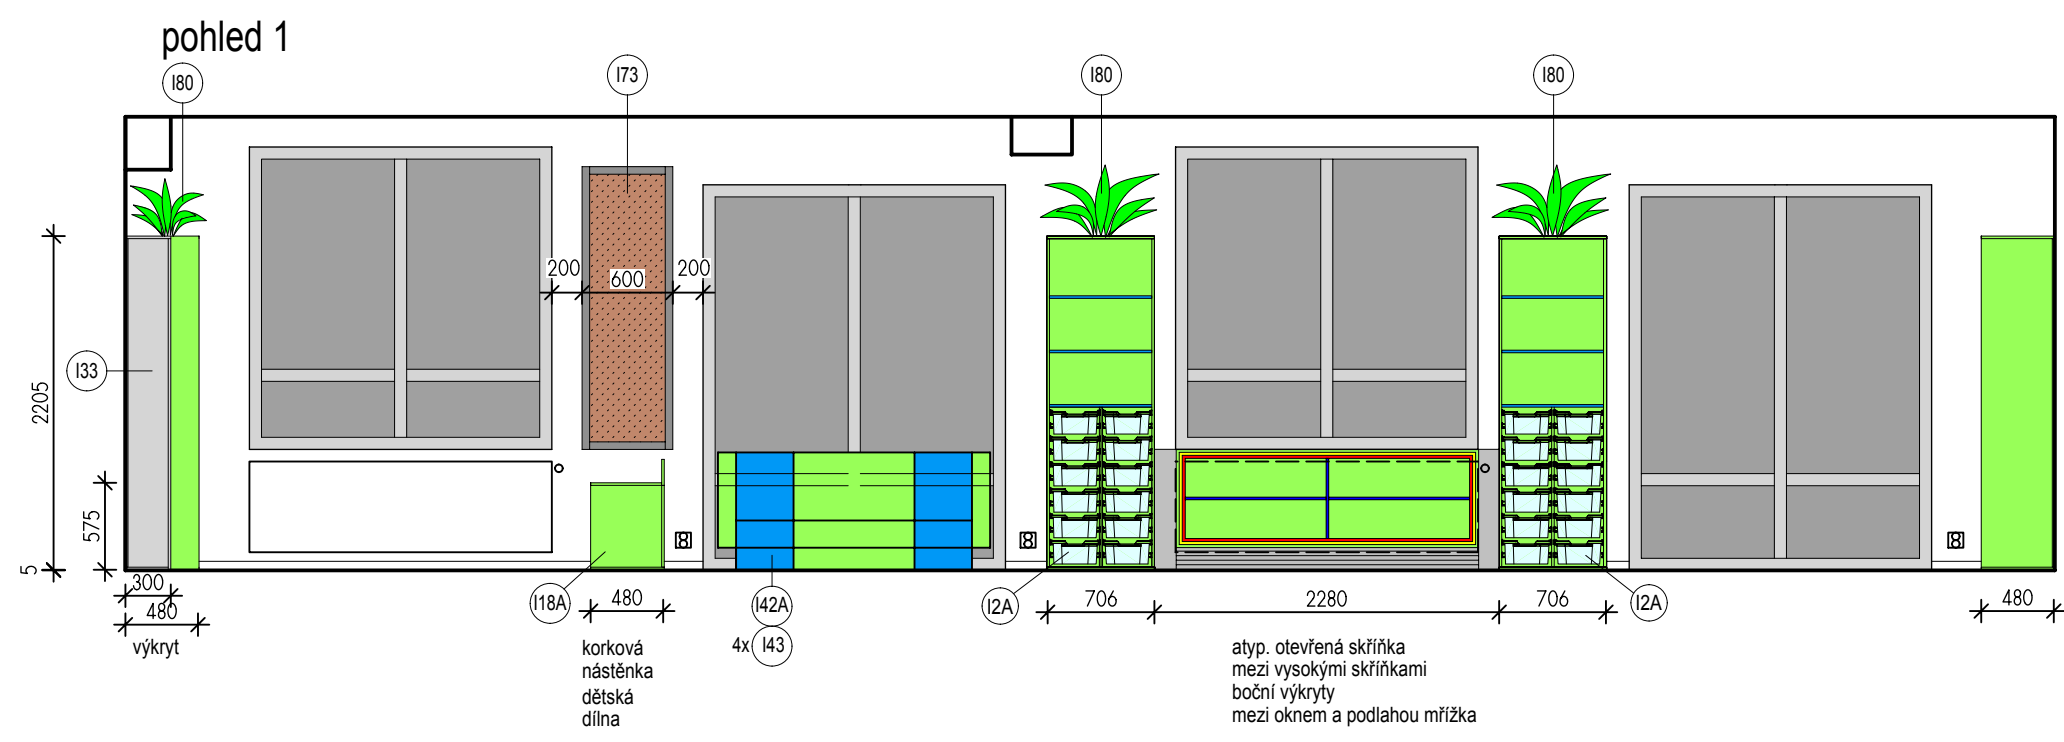 pohled 1
I80
I73
I80
I80
200
600
200
I33
2205
575
5
300
480
výkryt
I18A
480
korková
nástěnka
dětská
dílna
I42A
4x I43
I2A
706
2280
706
I2A
480
atyp. otevřená skříňka
mezi vysokými skříňkami
boční výkryty
mezi oknem a podlahou mřížka